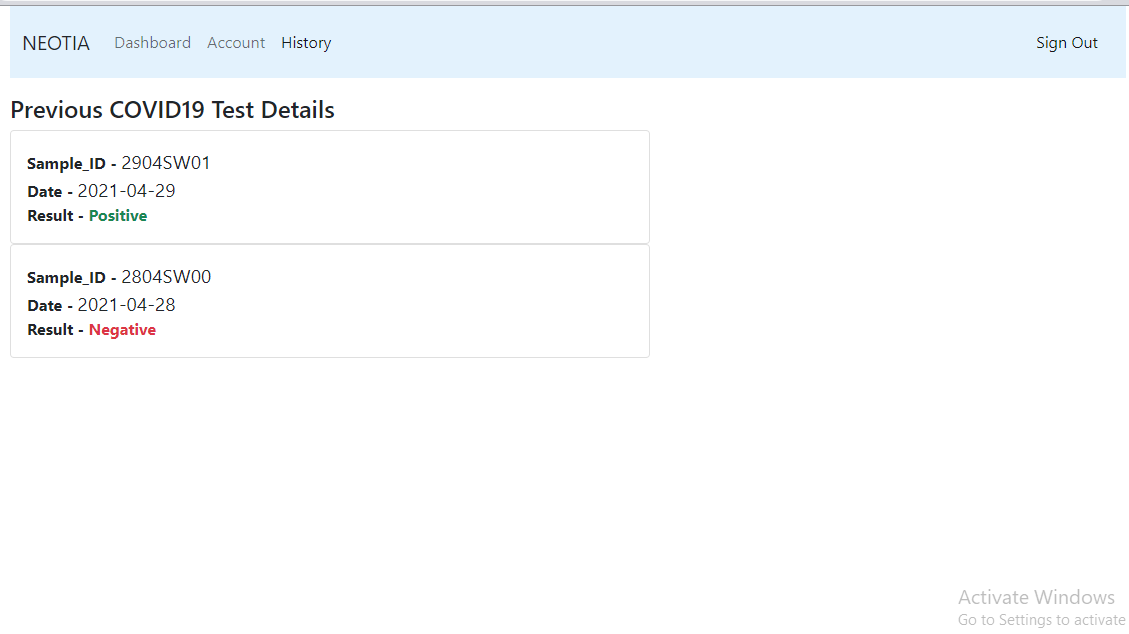 NEOTIA Dashboard Account History Sign Out
Previous COVID19 Test Details
Sample_ID - 2904SW01
Date - 2021-04-29
Result - Positive
Sample_ID - 2804SW00
Date - 2021-04-28
Result - Negative
Activate Windows
Go to Settings to activate